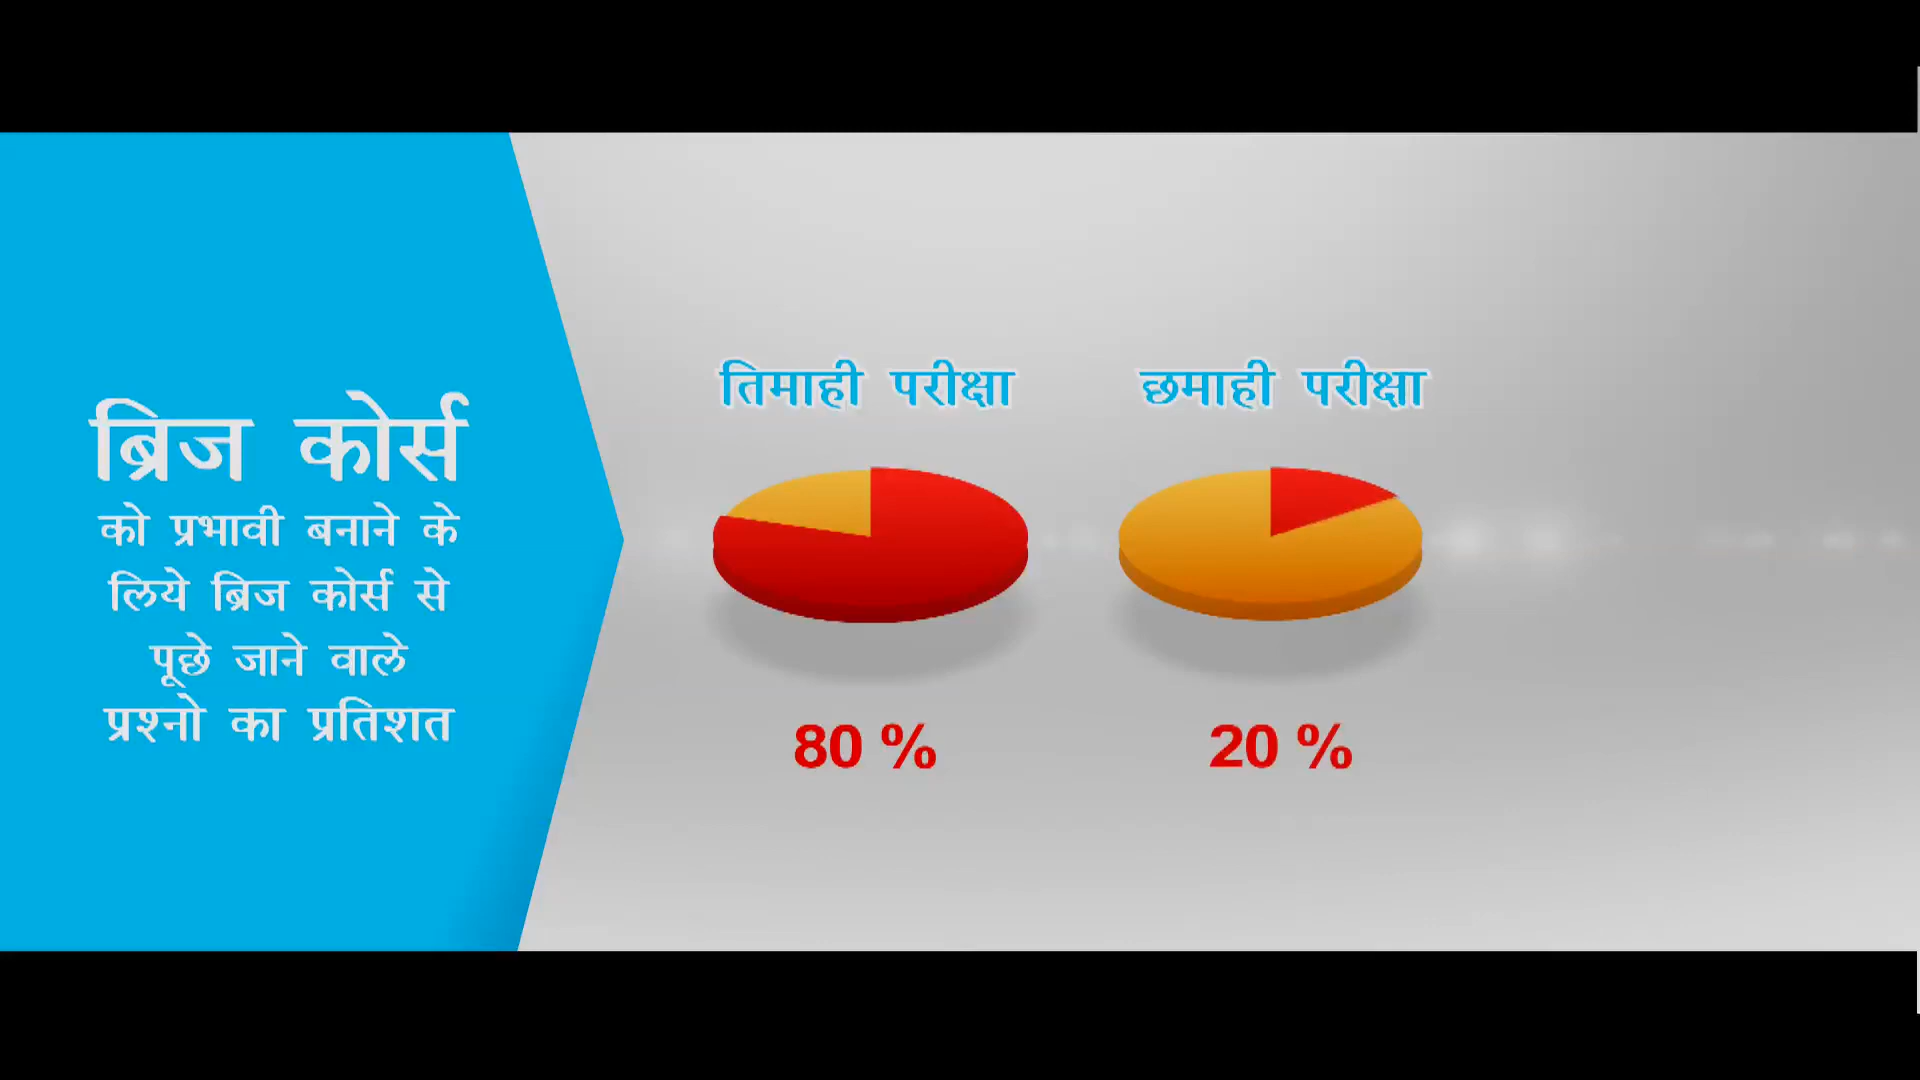 ब्रिज कोर्स
को प्रभावी बनाने के
लिये ब्रिज कोर्स से
पूछे जाने वाले
प्रश्नो का प्रतिशत
तिमाही परीक्षा
80 %
छमाही परीक्षा
20 %